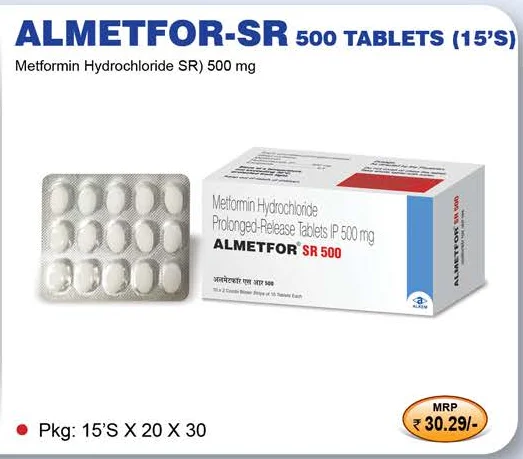 ALMETFOR-SR 500 TABLETS (15'S)
Metformin Hydrochloride SR) 500 mg
Metformin Hydrochloride
Prolonged-Release Tablets IP 500 mg
ALMETFOR® SR 500
अलमेटफॉर एस आर 500
ALMETFOR SR 500
ALKEM
Pkg: 15'S X 20 X 30
MRP
₹ 30.29/-